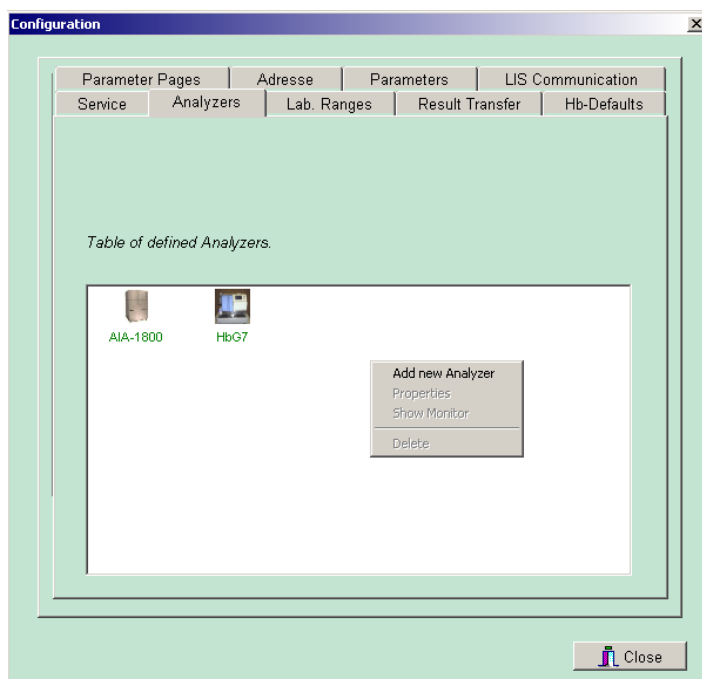 Configuration
Parameter Pages Adresse Parameters LIS Communication
Service Analyzers Lab. Ranges Result Transfer Hb-Defaults
Table of defined Analyzers.
AIA-1800 HbG7
Add new Analyzer
Properties
Show Monitor
Delete
Close